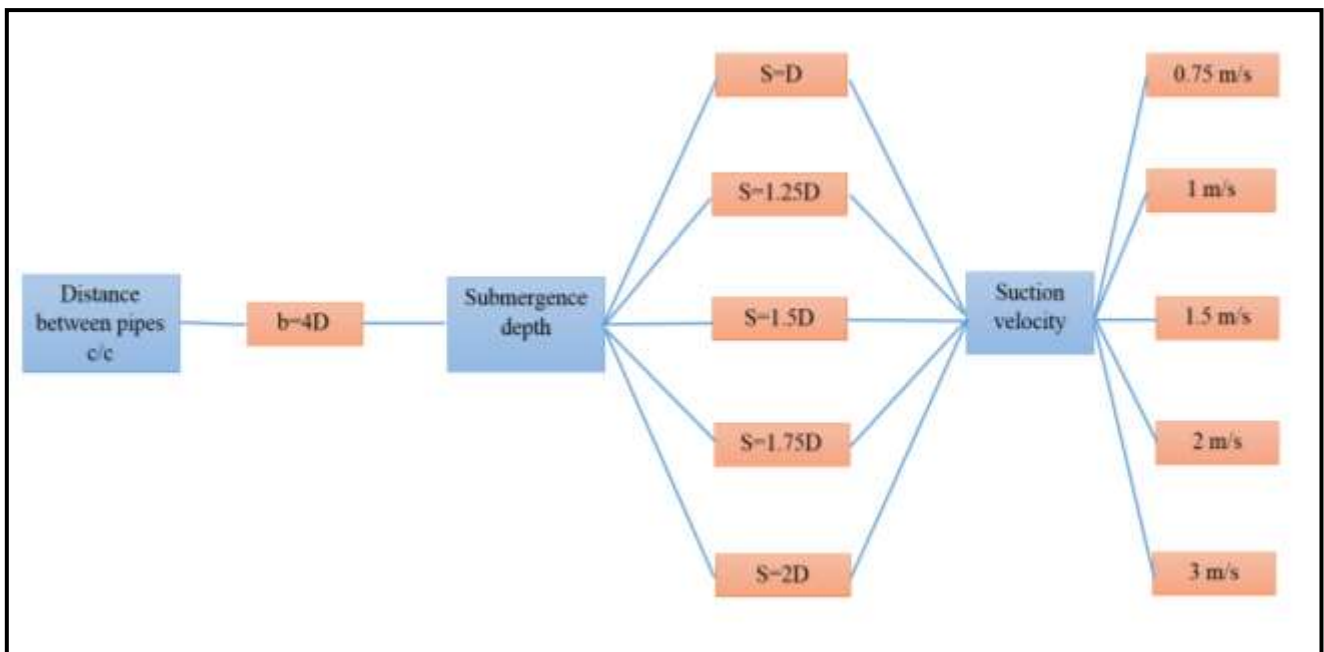 Distance
between pipes
c/c
b=4D
Submergence
depth
S=D
S=1.25D
S=1.5D
S=1.75D
S=2D
Suction
velocity
0.75 m/s
1 m/s
1.5 m/s
2 m/s
3 m/s